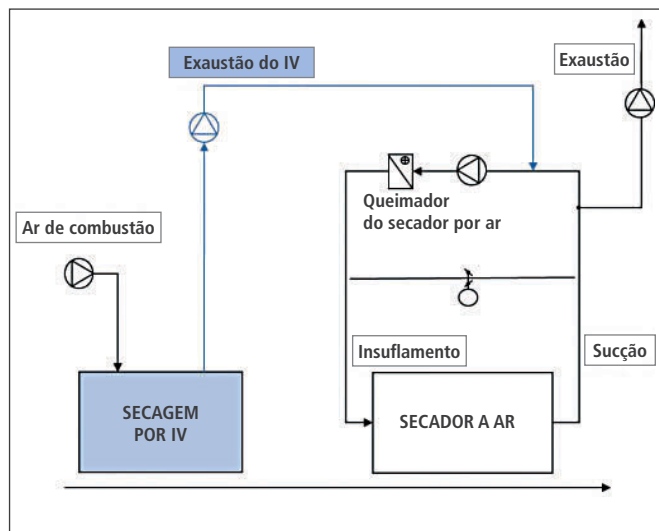 Exaustão do IV
Exaustão
Queimador
do secador por ar
Ar de combustão
Insuflamento
Sucção
SECAGEM
POR IV
SECADOR A AR